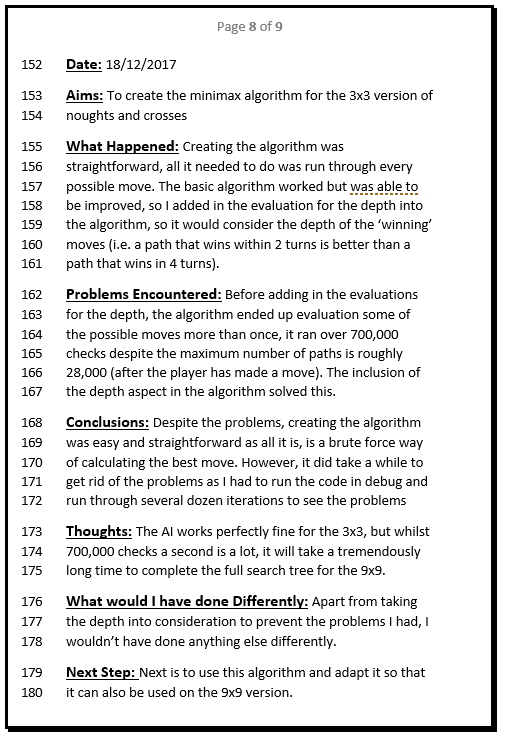 Page 8 of 9
152 Date: 18/12/2017
153 Aims: To create the minimax algorithm for the 3x3 version of
154 noughts and crosses
155 What Happened: Creating the algorithm was
156 straightforward, all it needed to do was run through every
157 possible move. The basic algorithm worked but was able to
158 be improved, so I added in the evaluation for the depth into
159 the algorithm, so it would consider the depth of the ‘winning’
160 moves (i.e. a path that wins within 2 turns is better than a
161 path that wins in 4 turns).
162 Problems Encountered: Before adding in the evaluations
163 for the depth, the algorithm ended up evaluation some of
164 the possible moves more than once, it ran over 700,000
165 checks despite the maximum number of paths is roughly
166 28,000 (after the player has made a move). The inclusion of
167 the depth aspect in the algorithm solved this.
168 Conclusions: Despite the problems, creating the algorithm
169 was easy and straightforward as all it is, is a brute force way
170 of calculating the best move. However, it did take a while to
171 get rid of the problems as I had to run the code in debug and
172 run through several dozen iterations to see the problems
173 Thoughts: The AI works perfectly fine for the 3x3, but whilst
174 700,000 checks a second is a lot, it will take a tremendously
175 long time to complete the full search tree for the 9x9.
176 What would I have done Differently: Apart from taking
177 the depth into consideration to prevent the problems I had, I
178 wouldn’t have done anything else differently.
179 Next Step: Next is to use this algorithm and adapt it so that
180 it can also be used on the 9x9 version.